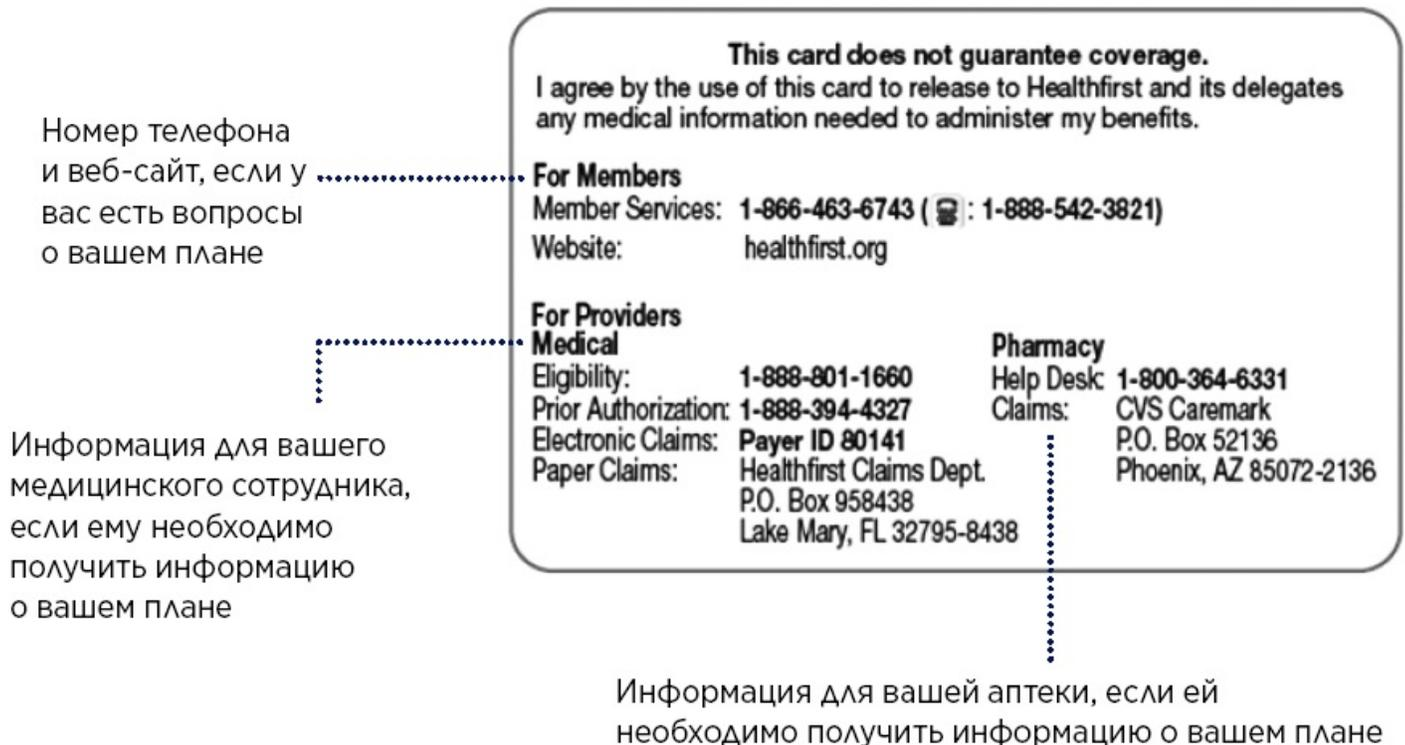 This card does not guarantee coverage.
I agree by the use of this card to release to Healthfirst and its delegates
any medical information needed to administer my benefits.
Номер телефона
и веб-сайт, если у
вас есть вопросы
о вашем плане
For Members
Member Services: 1-866-463-6743 ( : 1-888-542-3821)
Website: healthfirst.org
For Providers
Medical
Eligibility: 1-888-801-1660
Prior Authorization: 1-888-394-4327
Electronic Claims: Payer ID 80141
Paper Claims: Healthfirst Claims Dept.
P.O. Box 958438
Lake Mary, FL 32795-8438
Pharmacy
Help Desk: 1-800-364-6331
Claims: CVS Caremark
P.O. Box 52136
Phoenix, AZ 85072-2136
Информация для вашего
медицинского сотрудника,
если ему необходимо
получить информацию
о вашем плане
Информация для вашей аптеки, если ей
необходимо получить информацию о вашем плане